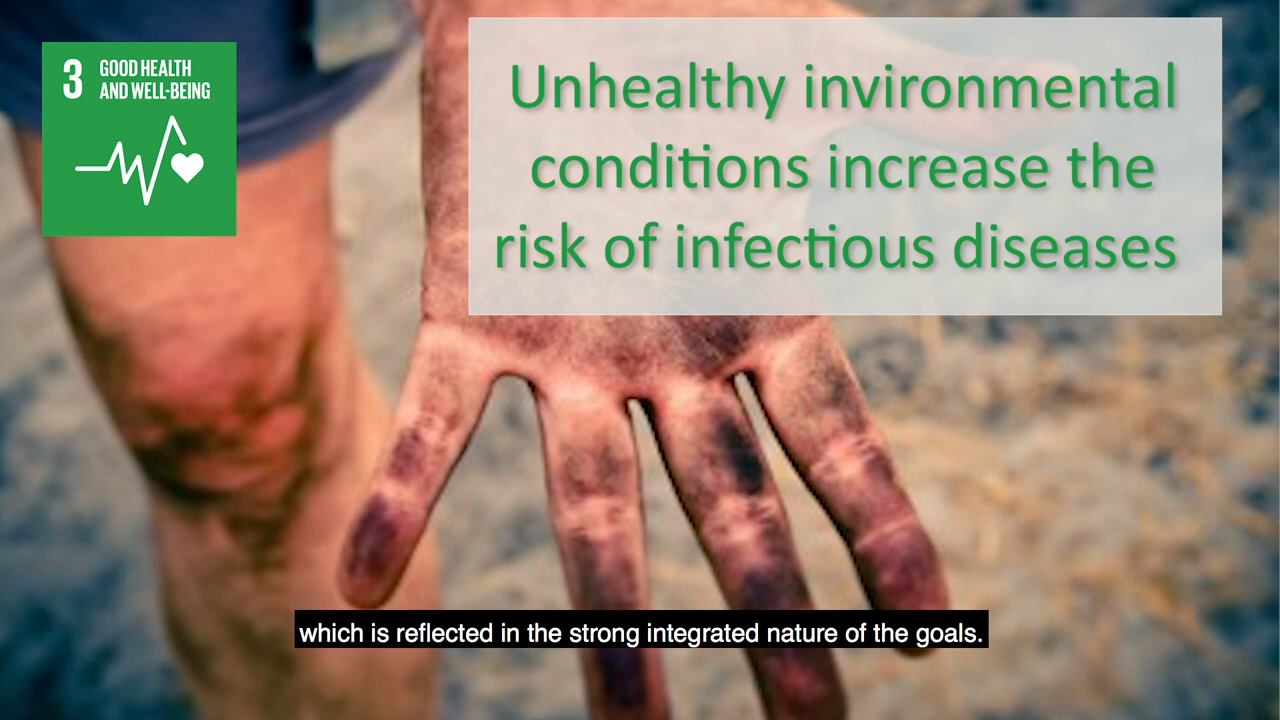 3 GOOD HEALTH
AND WELL-BEING
Unhealthy invironmental
conditions increase the
risk of infectious diseases
which is reflected in the strong integrated nature of the goals.